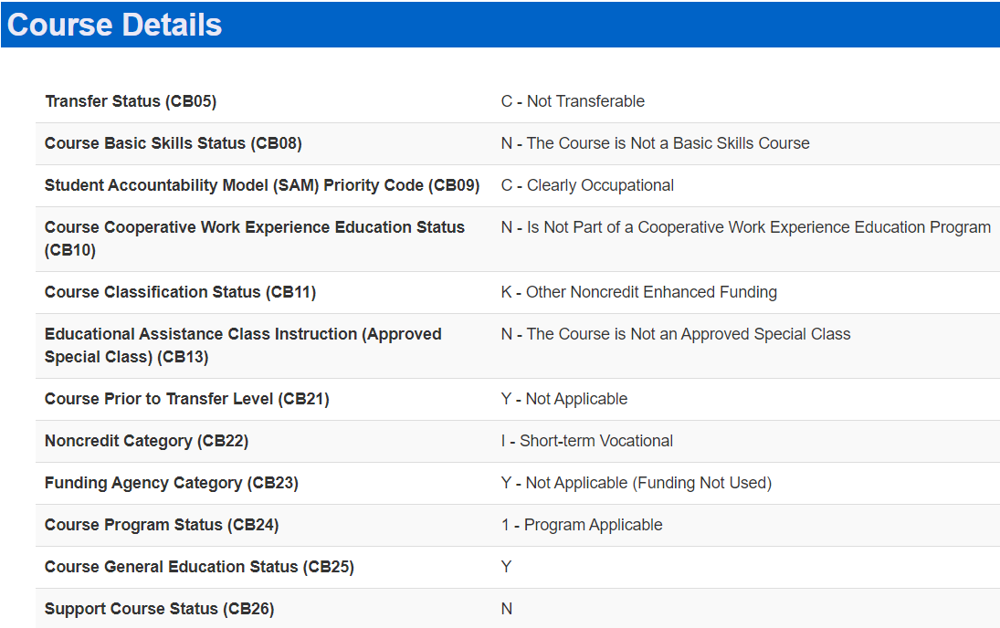 Course Details
Transfer Status (CB05) C - Not Transferable
Course Basic Skills Status (CB08) N - The Course is Not a Basic Skills Course
Student Accountability Model (SAM) Priority Code (CB09) C - Clearly Occupational
Course Cooperative Work Experience Education Status N - Is Not Part of a Cooperative Work Experience Education Program
(CB10)
Course Classification Status (CB11) K - Other Noncredit Enhanced Funding
Educational Assistance Class Instruction (Approved N - The Course is Not an Approved Special Class
Special Class) (CB13)
Course Prior to Transfer Level (CB21) Y - Not Applicable
Noncredit Category (CB22) I - Short-term Vocational
Funding Agency Category (CB23) Y - Not Applicable (Funding Not Used)
Course Program Status (CB24) 1 - Program Applicable
Course General Education Status (CB25) Y
Support Course Status (CB26) N